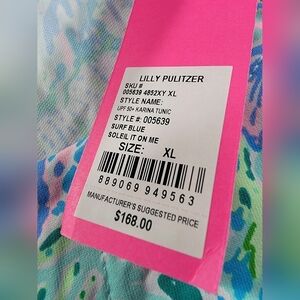 LILLY PULITZER
SKU #
005639 4852XY XL
STYLE NAME:
UPF 50+ KARINA TUNIC
STYLE #: 005639
SURF BLUE
SOLEIL IT ON ME
SIZE: XL
889069 949563
MANUFACTURER'S SUGGESTED PRICE
$168.00